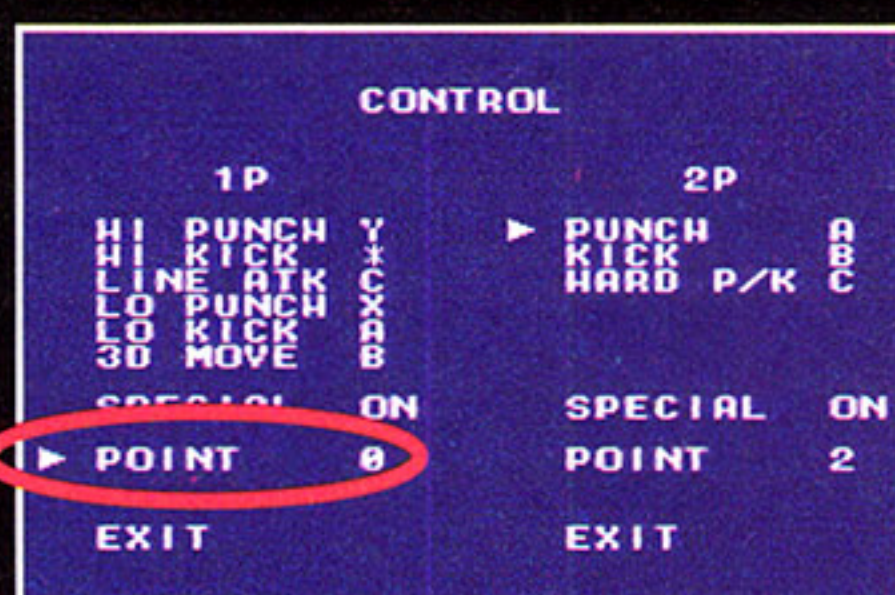 CONTROL
1P 2P
HI PUNCH Y ► PUNCH A
HI KICK * KICK B
LINE ATK C HARD P/K C
LO PUNCH X
LO KICK A
3D MOVE B
SPECIAL ON SPECIAL ON
► POINT 0 POINT 2
EXIT EXIT